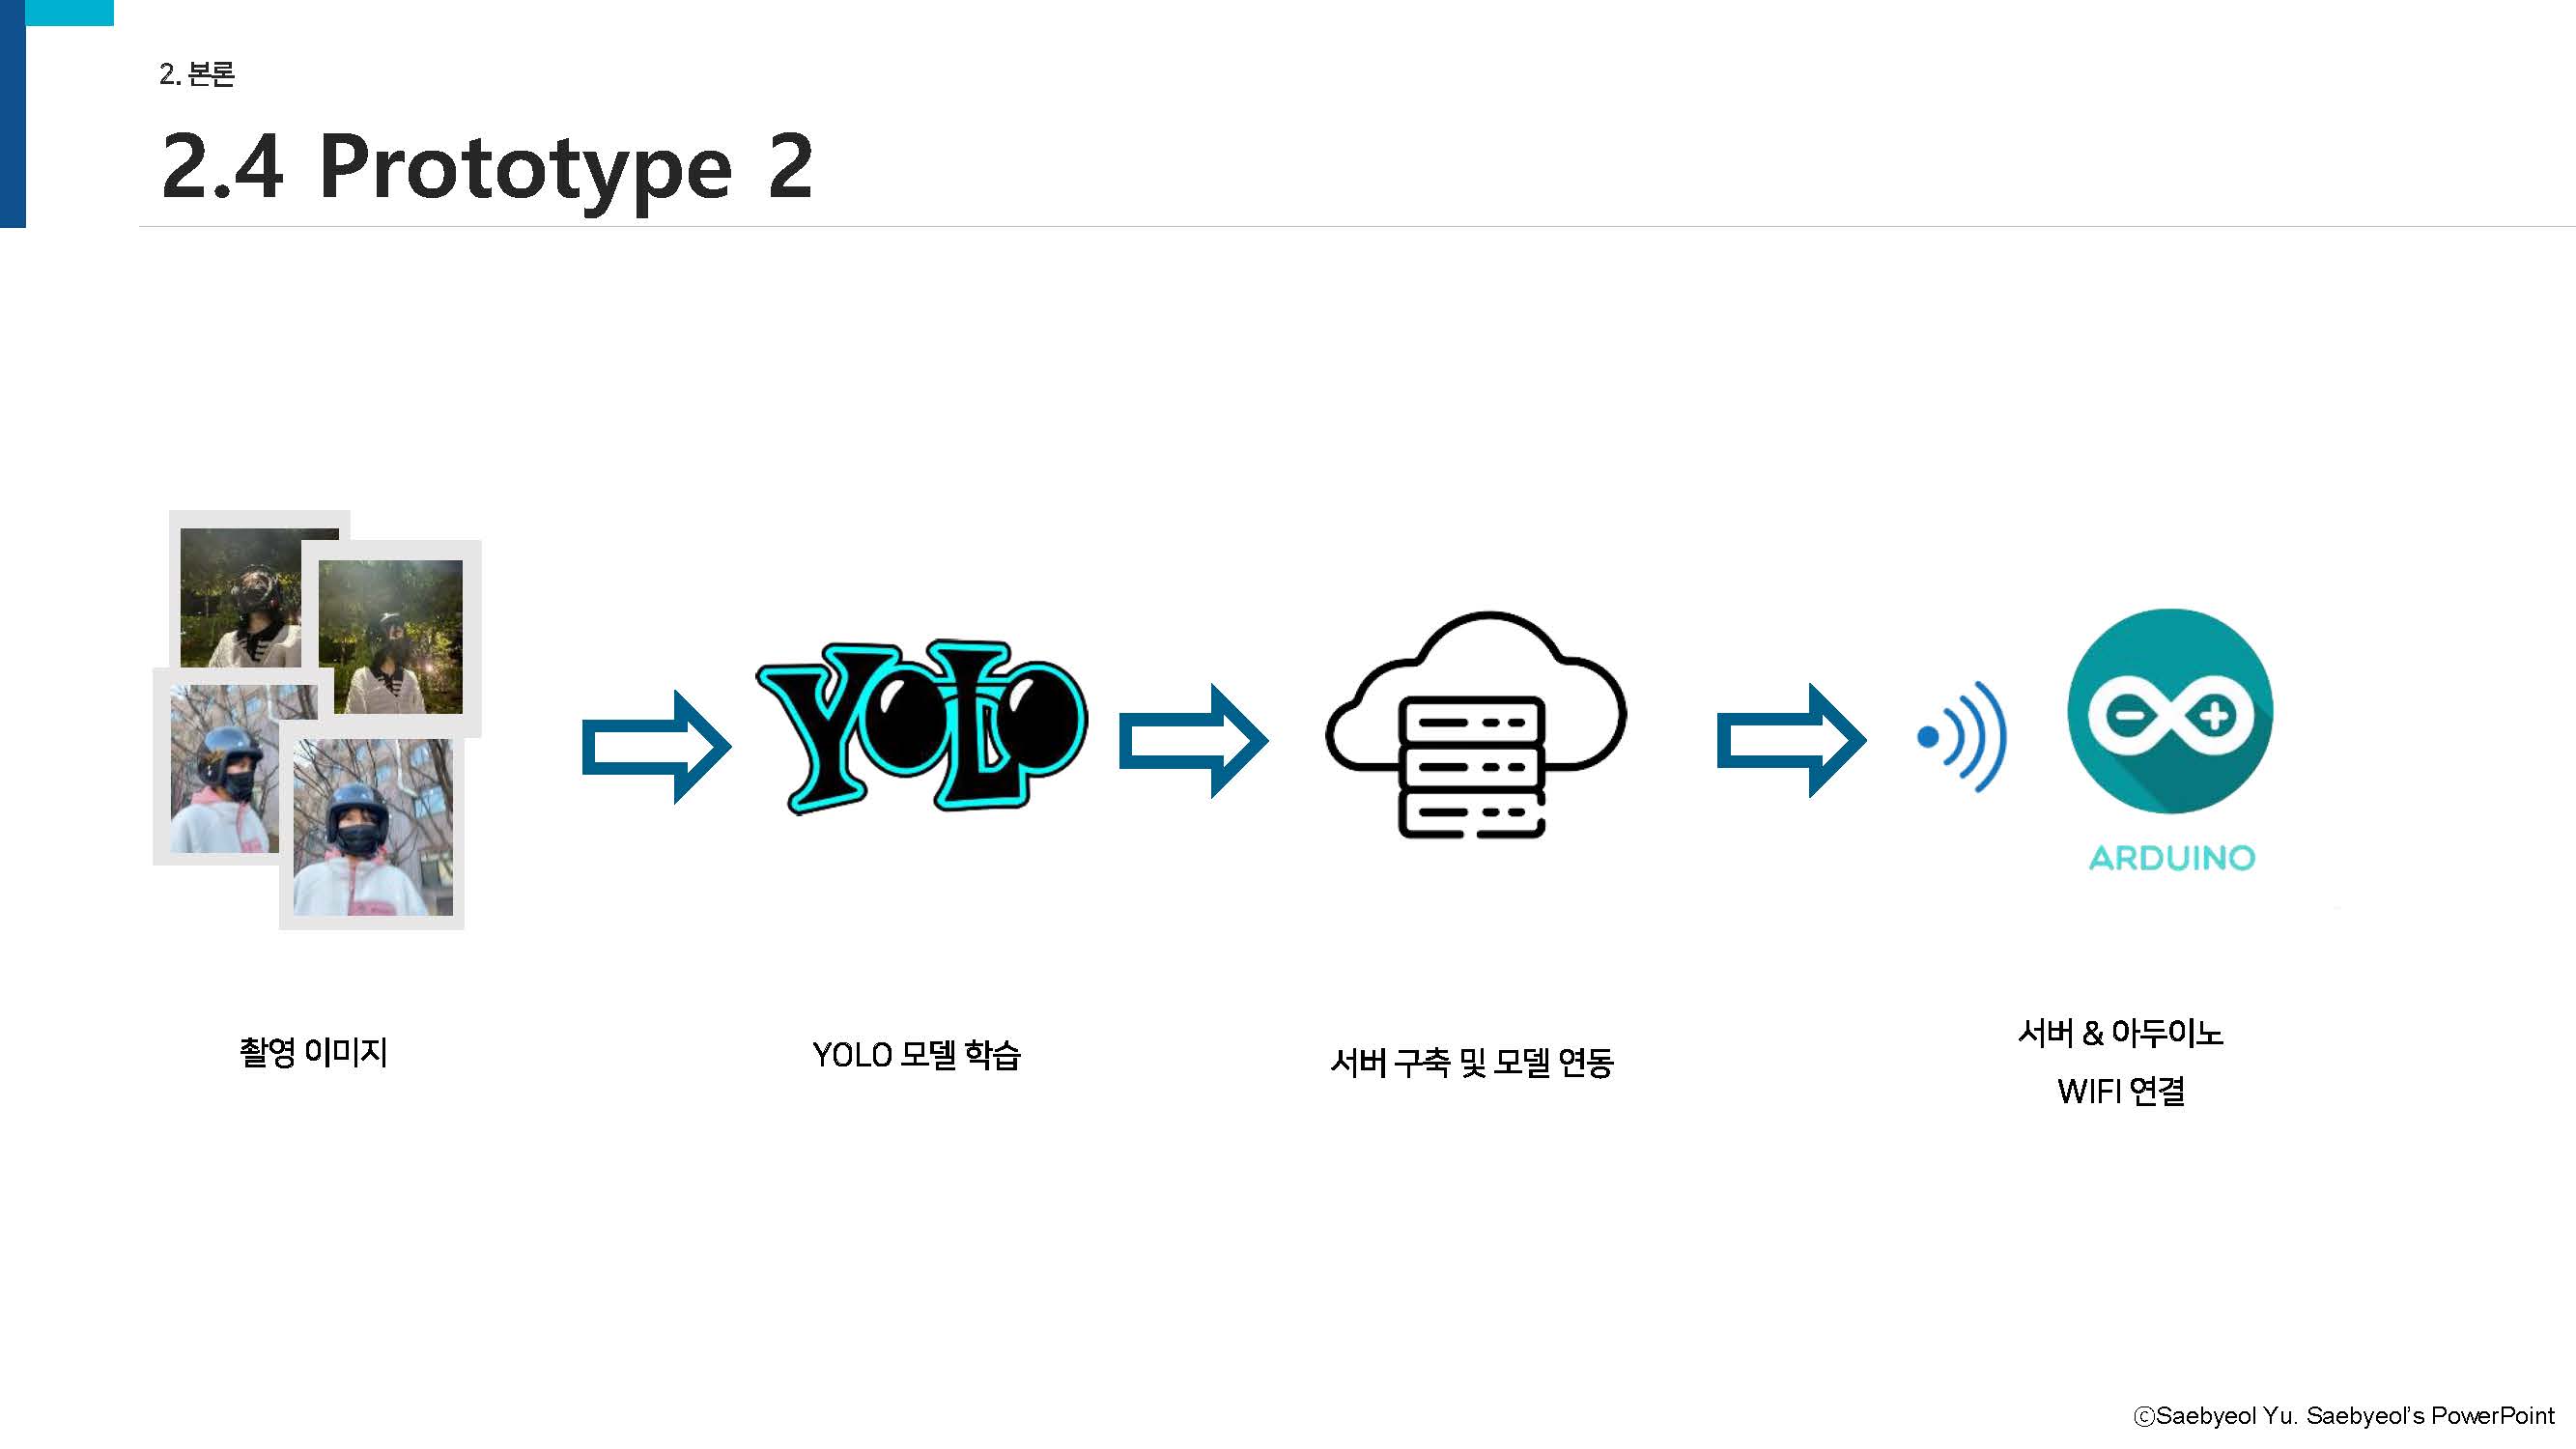 2. 본론
2.4 Prototype 2
YOLO
ARDUINO
촬영 이미지
YOLO 모델 학습
서버 구축 및 모델 연동
서버 & 아두이노
WIFI 연결
ⓒSaebyeol Yu. Saebyeol’s PowerPoint